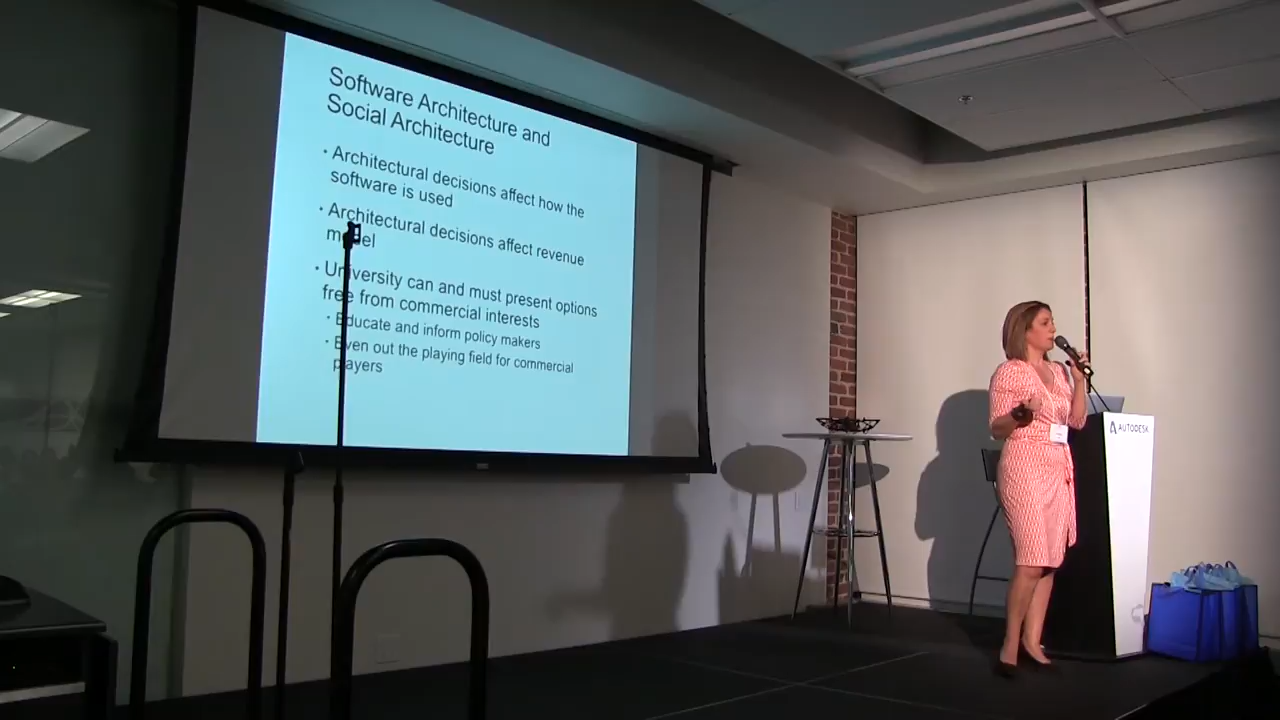 Software Architecture and
Social Architecture
• Architectural decisions affect how the
software is used
• Architectural decisions affect revenue
model
• University can and must present options
free from commercial interests
• Educate and inform policy makers
• Even out the playing field for commercial
players
AUTODESK